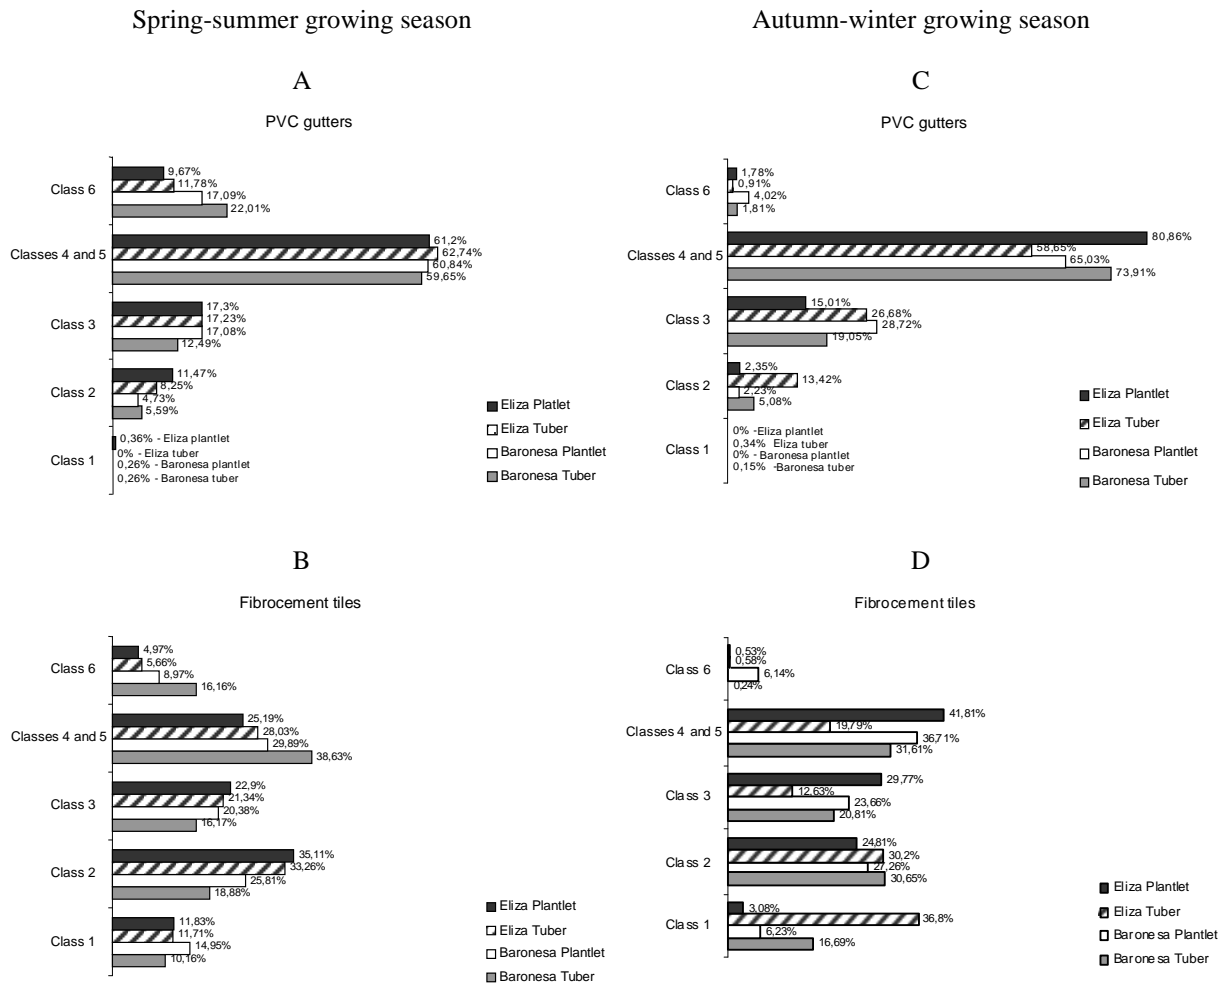 Spring-summer growing season
Autumn-winter growing season
A
PVC gutters
Class 6
9,67%
11,78%
17,09%
22,01%
Classes 4 and 5
61,2%
62,74%
60,84%
59,65%
Class 3
17,3%
17,23%
17,08%
12,49%
Class 2
11,47%
8,25%
4,73%
5,59%
Class 1
0,36% - Eliza plantlet
0% - Eliza tuber
0,26% - Baronesa plantlet
0,26% - Baronesa tuber
Eliza Platlet
Eliza Tuber
Baronesa Plantlet
Baronesa Tuber
C
PVC gutters
Class 6
1,78%
0,91%
4,02%
1,81%
Classes 4 and 5
80,86%
58,65%
65,03%
73,91%
Class 3
15,01%
26,68%
28,72%
19,05%
Class 2
2,35%
13,42%
2,23%
5,08%
Class 1
0% -Eliza plantlet
0,34% Eliza tuber
0% -Baronesa plantlet
0,15% -Baronesa tuber
Eliza Plantlet
Eliza Tuber
Baronesa Plantlet
Baronesa Tuber
B
Fibrocement tiles
Class 6
4,97%
5,66%
8,97%
16,16%
Classes 4 and 5
25,19%
28,03%
29,89%
38,63%
Class 3
22,9%
21,34%
20,38%
16,17%
Class 2
35,11%
33,26%
25,81%
18,88%
Class 1
11,83%
11,71%
14,95%
10,16%
Eliza Plantlet
Eliza Tuber
Baronesa Plantlet
Baronesa Tuber
D
Fibrocement tiles
Class 6
0,53%
0,58%
6,14%
0,24%
Classes 4 and 5
41,81%
19,79%
36,71%
31,61%
Class 3
29,77%
12,63%
23,66%
20,81%
Class 2
24,81%
30,2%
27,26%
30,65%
Class 1
3,08%
36,8%
6,23%
16,69%
Eliza Plantlet
Eliza Tuber
Baronesa Plantlet
Baronesa Tuber